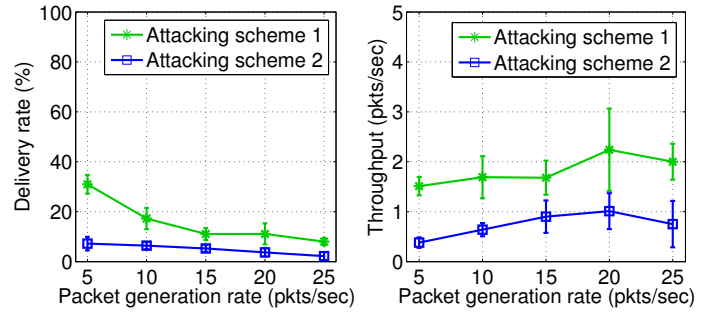 Delivery rate (%)
100
80
60
40
20
0
Attacking scheme 1
Attacking scheme 2
5 10 15 20 25
Packet generation rate (pkts/sec)
Throughput (pkts/sec)
5
4
3
2
1
0
Attacking scheme 1
Attacking scheme 2
5 10 15 20 25
Packet generation rate (pkts/sec)